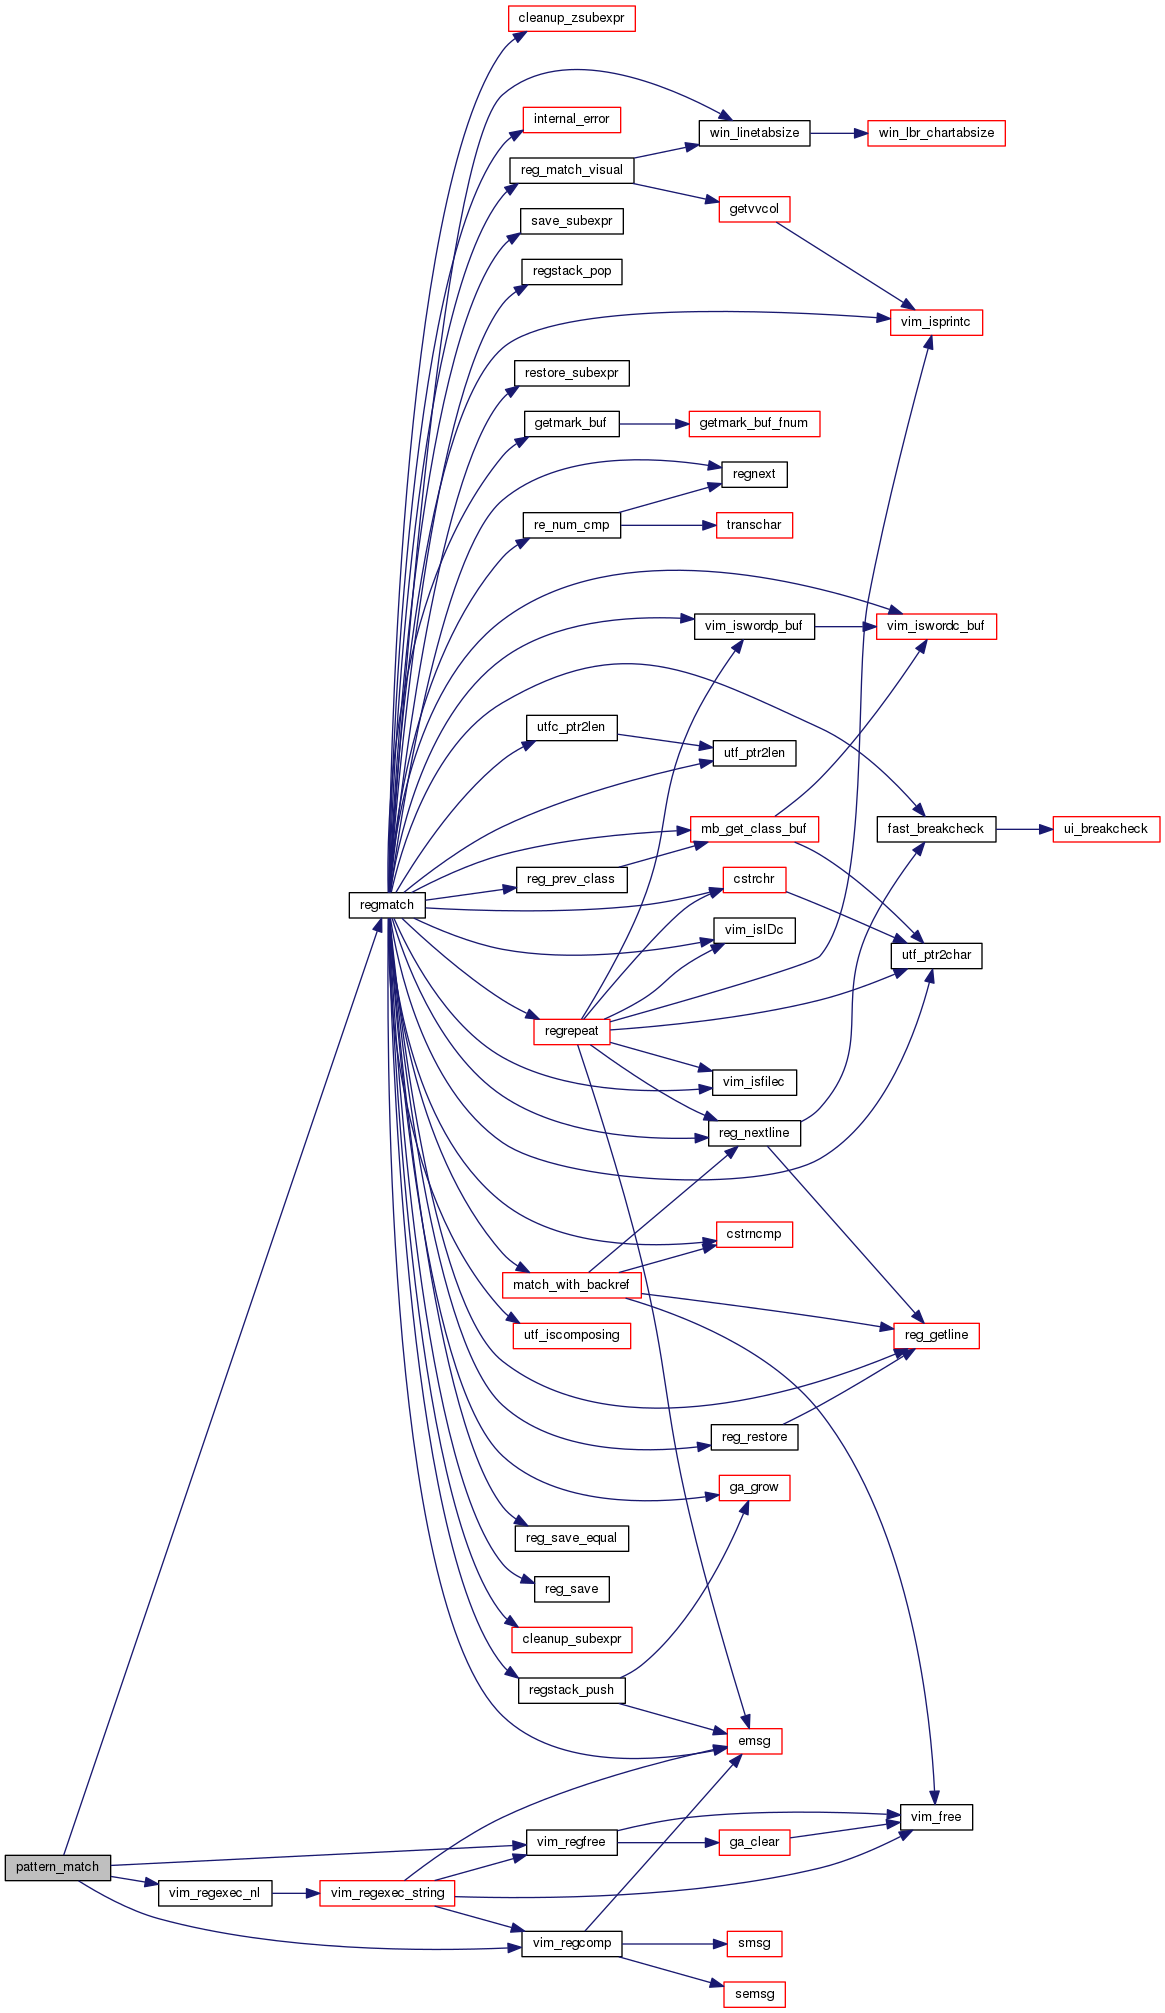 cleanup_zsubexpr
internal_error
win_linetabsize
win_lbr_chartabsize
reg_match_visual
getvvcol
save_subexpr
regstack_pop
vim_isprintc
restore_subexpr
getmark_buf
getmark_buf_fnum
regnext
re_num_cmp
transchar
vim_iswordp_buf
vim_iswordc_buf
utfc_ptr2len
utf_ptr2len
mb_get_class_buf
fast_breakcheck
ui_breakcheck
reg_prev_class
cstrchr
regmatch
vim_isIDc
utf_ptr2char
regrepeat
vim_isfilec
reg_nextline
cstrncmp
match_with_backref
utf_iscomposing
reg_getline
reg_restore
ga_grow
reg_save_equal
reg_save
cleanup_subexpr
regstack_push
emsg
vim_free
vim_regfree
ga_clear
pattern_match
vim_regexec_nl
vim_regexec_string
vim_regcomp
smsg
semsg